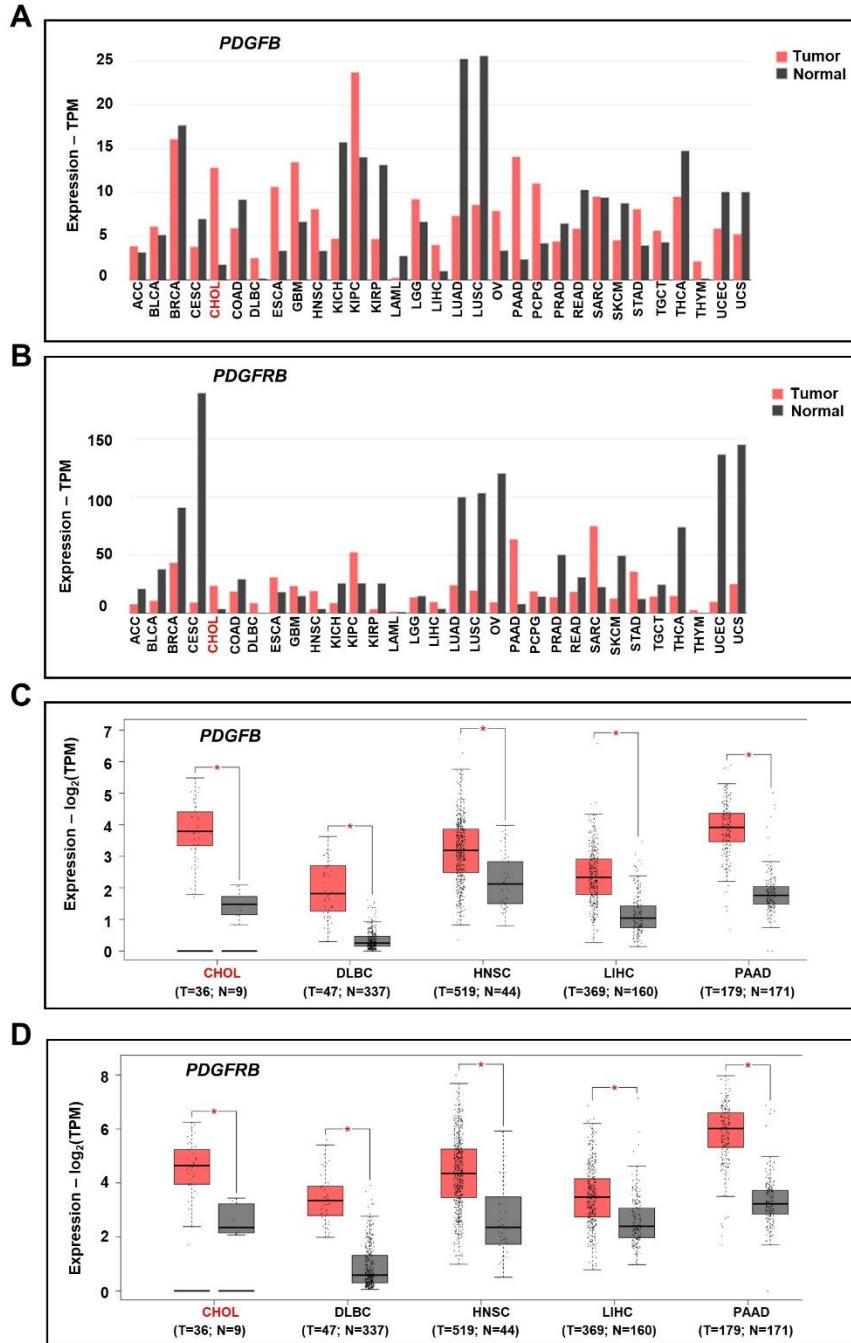 A
PDGFB
Tumor
Normal
Expression – TPM
25
20
15
10
5
0
ACC
BLCA
BRCA
CESC
CHOL
COAD
DLBC
ESCA
GBM
HNSC
KICH
KIPC
KIRP
LAML
LGG
LIHC
LUAD
LUSC
OV
PAAD
PCPG
PRAD
READ
SARC
SKCM
STAD
TGCT
THCA
THYM
UCEC
UCS
B
PDGFRB
Tumor
Normal
Expression – TPM
150
100
50
0
ACC
BLCA
BRCA
CESC
CHOL
COAD
DLBC
ESCA
GBM
HNSC
KICH
KIPC
KIRP
LAML
LGG
LIHC
LUAD
LUSC
OV
PAAD
PCPG
PRAD
READ
SARC
SKCM
STAD
TGCT
THCA
THYM
UCEC
UCS
C
PDGFB
Expression – log₂(TPM)
7
6
5
4
3
2
1
0
*
*
*
*
*
CHOL
(T=36; N=9)
DLBC
(T=47; N=337)
HNSC
(T=519; N=44)
LIHC
(T=369; N=160)
PAAD
(T=179; N=171)
D
PDGFRB
Expression – log₂(TPM)
8
6
4
2
0
*
*
*
*
*
CHOL
(T=36; N=9)
DLBC
(T=47; N=337)
HNSC
(T=519; N=44)
LIHC
(T=369; N=160)
PAAD
(T=179; N=171)